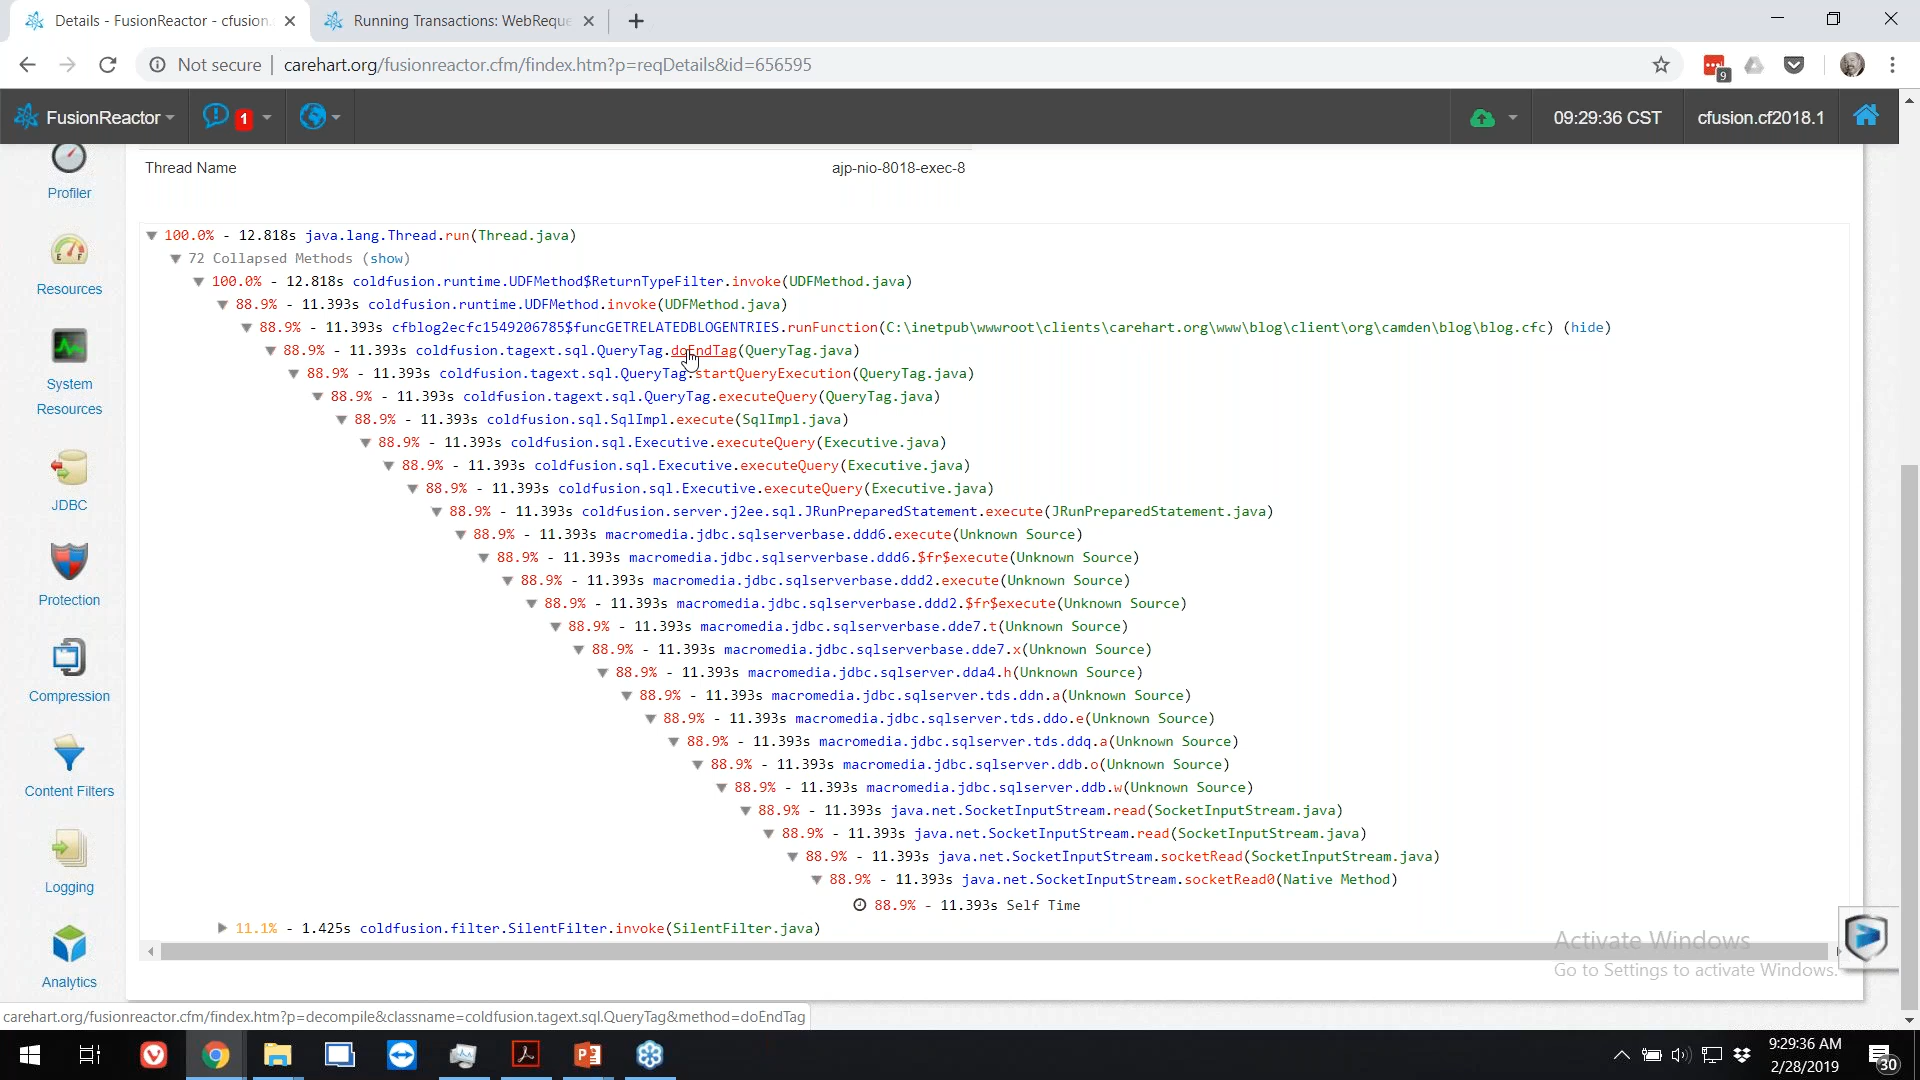 Details - FusionReactor - cfusion.
Running Transactions: WebReque
Not secure
carehart.org/fusionreactor.cfm/findex.htm?p=reqDetails&id=656595
9
FusionReactor
1
09:29:36 CST
cfusion.cf2018.1
Profiler
Resources
System
Resources
JDBC
Protection
Compression
Content Filters
Logging
Analytics
Thread Name
ajp-nio-8018-exec-8
100.0% - 12.818s java.lang.Thread.run(Thread.java)
72 Collapsed Methods (show)
100.0% - 12.818s coldfusion.runtime.UDFMethod$ReturnTypeFilter.invoke(UDFMethod.java)
88.9% - 11.393s coldfusion.runtime.UDFMethod.invoke(UDFMethod.java)
88.9% - 11.393s cfblog2ecfc1549206785$funcGETRELATEDBLOGENTRIES.runFunction(C:\inetpub\wwwroot\clients\carehart.org\www\blog\client\org\camden\blog\blog.cfc) (hide)
88.9% - 11.393s coldfusion.tagext.sql.QueryTag.doEndTag(QueryTag.java)
88.9% - 11.393s coldfusion.tagext.sql.QueryTag.startQueryExecution(QueryTag.java)
88.9% - 11.393s coldfusion.tagext.sql.QueryTag.executeQuery(QueryTag.java)
88.9% - 11.393s coldfusion.sql.SqlImpl.execute(SqlImpl.java)
88.9% - 11.393s coldfusion.sql.Executive.executeQuery(Executive.java)
88.9% - 11.393s coldfusion.sql.Executive.executeQuery(Executive.java)
88.9% - 11.393s coldfusion.sql.Executive.executeQuery(Executive.java)
88.9% - 11.393s coldfusion.server.j2ee.sql.JRunPreparedStatement.execute(JRunPreparedStatement.java)
88.9% - 11.393s macromedia.jdbc.sqlserverbase.ddd6.execute(Unknown Source)
88.9% - 11.393s macromedia.jdbc.sqlserverbase.ddd6.$fr$execute(Unknown Source)
88.9% - 11.393s macromedia.jdbc.sqlserverbase.ddd2.execute(Unknown Source)
88.9% - 11.393s macromedia.jdbc.sqlserverbase.ddd2.$fr$execute(Unknown Source)
88.9% - 11.393s macromedia.jdbc.sqlserverbase.dde7.t(Unknown Source)
88.9% - 11.393s macromedia.jdbc.sqlserverbase.dde7.x(Unknown Source)
88.9% - 11.393s macromedia.jdbc.sqlserver.dda4.h(Unknown Source)
88.9% - 11.393s macromedia.jdbc.sqlserver.tds.ddn.a(Unknown Source)
88.9% - 11.393s macromedia.jdbc.sqlserver.tds.ddo.e(Unknown Source)
88.9% - 11.393s macromedia.jdbc.sqlserver.tds.ddq.a(Unknown Source)
88.9% - 11.393s macromedia.jdbc.sqlserver.ddb.o(Unknown Source)
88.9% - 11.393s macromedia.jdbc.sqlserver.ddb.w(Unknown Source)
88.9% - 11.393s java.net.SocketInputStream.read(SocketInputStream.java)
88.9% - 11.393s java.net.SocketInputStream.read(SocketInputStream.java)
88.9% - 11.393s java.net.SocketInputStream.socketRead(SocketInputStream.java)
88.9% - 11.393s java.net.SocketInputStream.socketRead0(Native Method)
88.9% - 11.393s Self Time
11.1% - 1.425s coldfusion.filter.SilentFilter.invoke(SilentFilter.java)
Activate Windows
Go to Settings to activate Windows.
carehart.org/fusionreactor.cfm/findex.htm?p=decompile&classname=coldfusion.tagext.sql.QueryTag&method=doEndTag
9:29:36 AM
2/28/2019
30